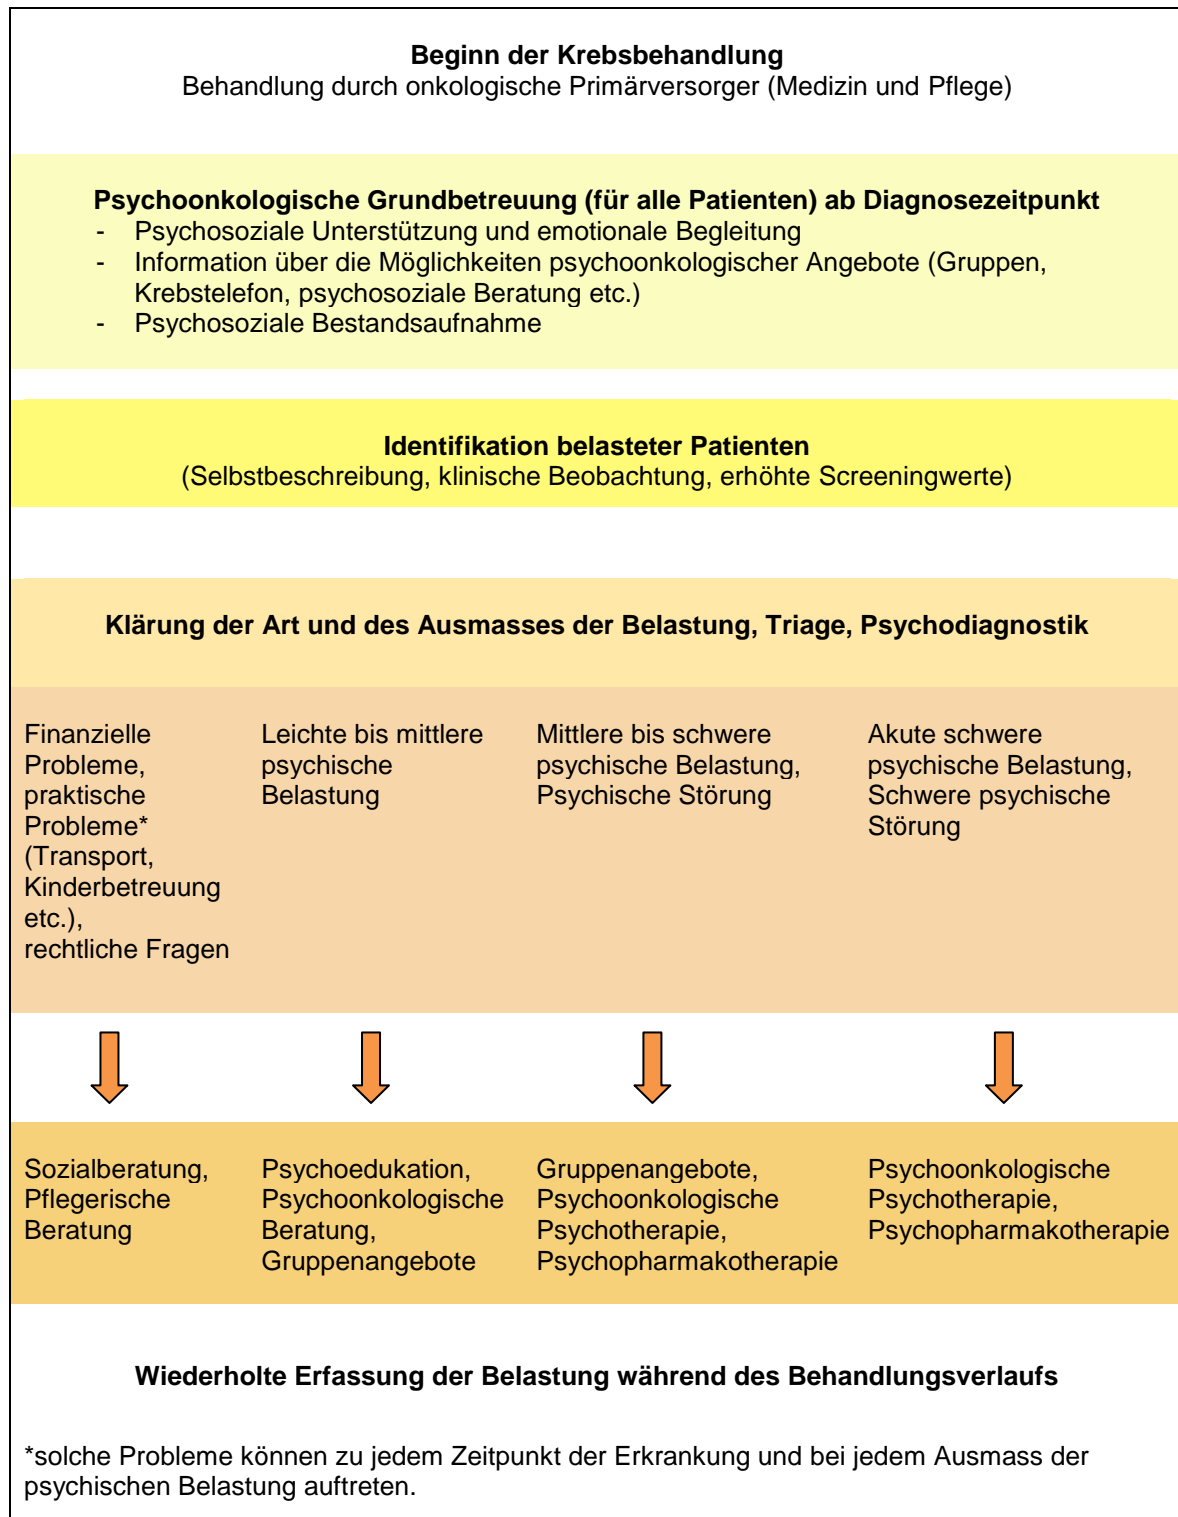 Beginn der Krebsbehandlung
Behandlung durch onkologische Primärversorger (Medizin und Pflege)
Psychoonkologische Grundbetreuung (für alle Patienten) ab Diagnosezeitpunkt
- Psychosoziale Unterstützung und emotionale Begleitung
- Information über die Möglichkeiten psychoonkologischer Angebote (Gruppen,
Krebstelefon, psychosoziale Beratung etc.)
- Psychosoziale Bestandsaufnahme
Identifikation belasteter Patienten
(Selbstbeschreibung, klinische Beobachtung, erhöhte Screeningwerte)
Klärung der Art und des Ausmasses der Belastung, Triage, Psychodiagnostik
Finanzielle
Probleme,
praktische
Probleme*
(Transport,
Kinderbetreuung
etc.),
rechtliche Fragen
Leichte bis mittlere
psychische
Belastung
Mittlere bis schwere
psychische Belastung,
Psychische Störung
Akute schwere
psychische Belastung,
Schwere psychische
Störung
Sozialberatung,
Pflegerische
Beratung
Psychoedukation,
Psychoonkologische
Beratung,
Gruppenangebote
Gruppenangebote,
Psychoonkologische
Psychotherapie,
Psychopharmakotherapie
Psychoonkologische
Psychotherapie,
Psychopharmakotherapie
Wiederholte Erfassung der Belastung während des Behandlungsverlaufs
*solche Probleme können zu jedem Zeitpunkt der Erkrankung und bei jedem Ausmass der
psychischen Belastung auftreten.